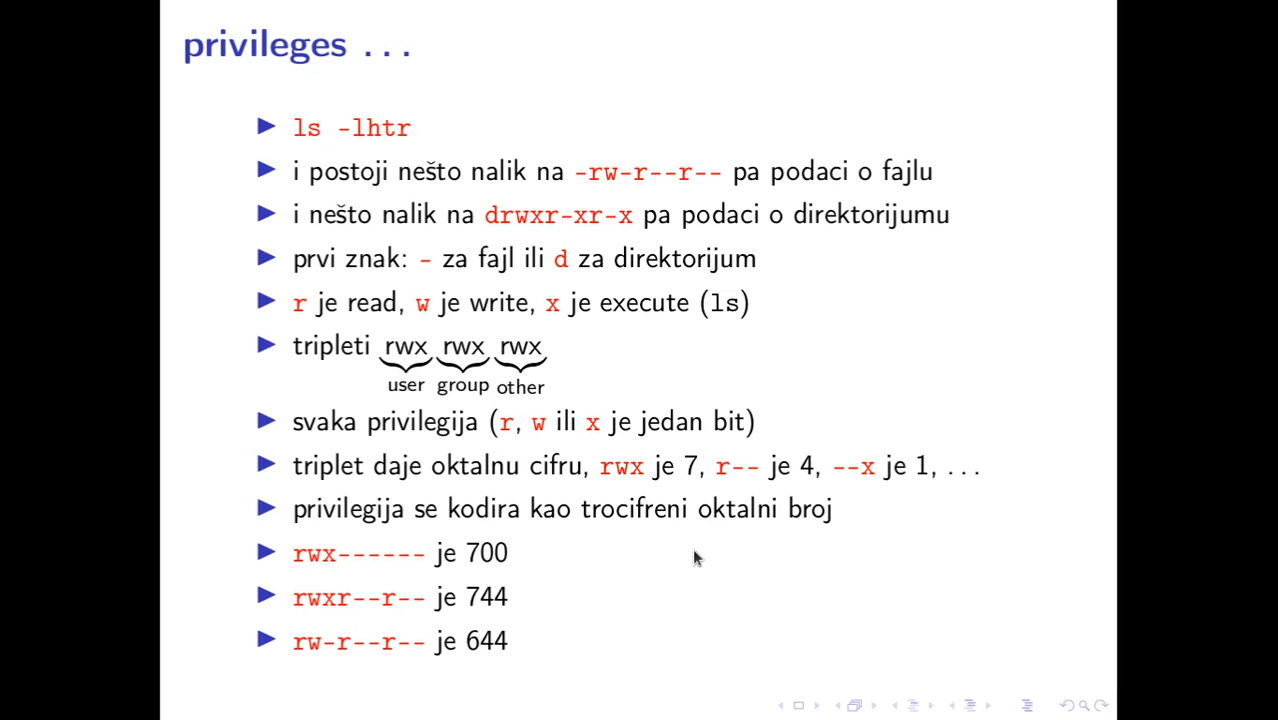 privileges ...
ls -lhtr
i postoji nešto nalik na -rw-r--r-- pa podaci o fajlu
i nešto nalik na drwxr-xr-x pa podaci o direktorijumu
prvi znak: - za fajl ili d za direktorijum
r je read, w je write, x je execute (ls)
tripleti rwx rwx rwx
user group other
svaka privilegija (r, w ili x je jedan bit)
triplet daje oktalnu cifru, rwx je 7, r-- je 4, --x je 1, ...
privilegija se kodira kao trocifreni oktalni broj
rwx------ je 700
rwxr--r-- je 744
rw-r--r-- je 644